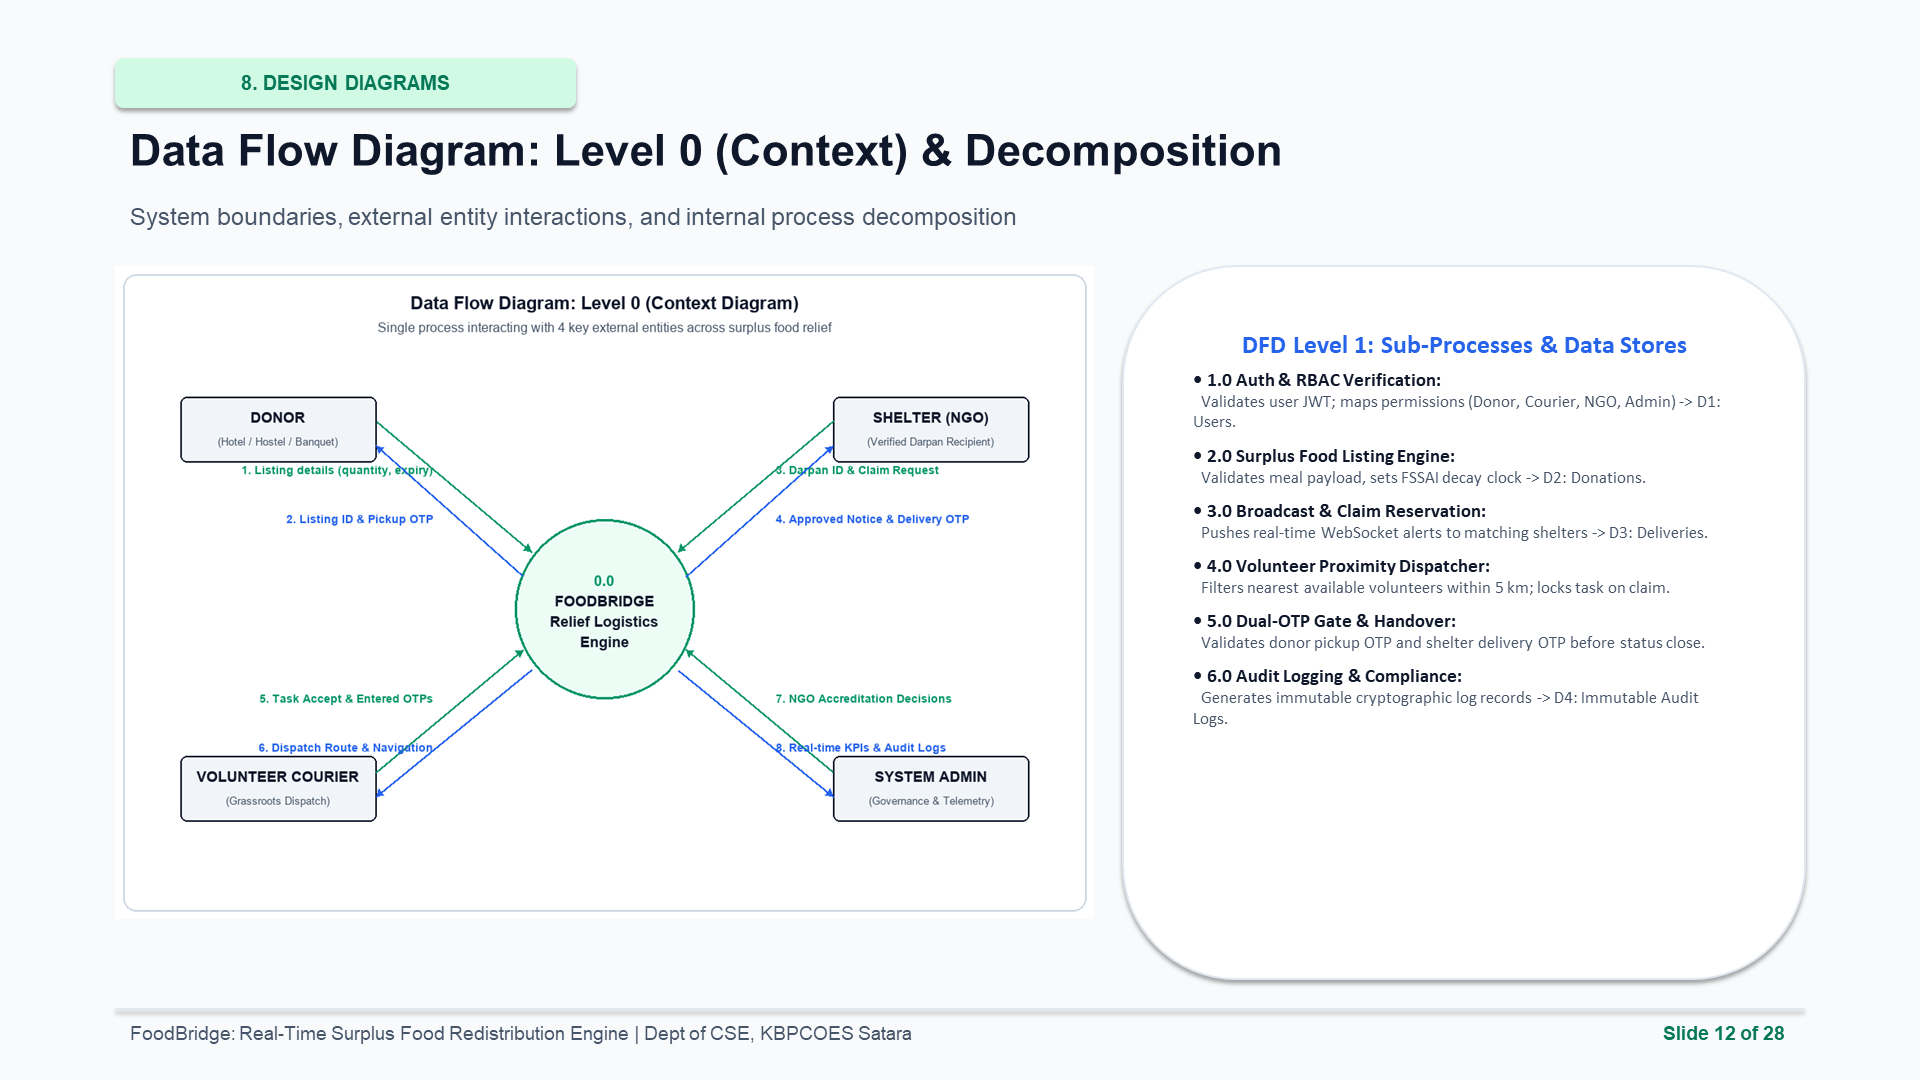 8. DESIGN DIAGRAMS
Data Flow Diagram: Level 0 (Context) & Decomposition
System boundaries, external entity interactions, and internal process decomposition
Data Flow Diagram: Level 0 (Context Diagram)
Single process interacting with 4 key external entities across surplus food relief
DONOR
(Hotel / Hostel / Banquet)
1. Listing details (quantity, expiry)
2. Listing ID & Pickup OTP
SHELTER (NGO)
(Verified Darpan Recipient)
3. Darpan ID & Claim Request
4. Approved Notice & Delivery OTP
0.0
FOODBRIDGE
Relief Logistics
Engine
5. Task Accept & Entered OTPs
6. Dispatch Route & Navigation
VOLUNTEER COURIER
(Grassroots Dispatch)
7. NGO Accreditation Decisions
8. Real-time KPIs & Audit Logs
SYSTEM ADMIN
(Governance & Telemetry)
DFD Level 1: Sub-Processes & Data Stores
• 1.0 Auth & RBAC Verification:
Validates user JWT; maps permissions (Donor, Courier, NGO, Admin) -> D1:
Users.
• 2.0 Surplus Food Listing Engine:
Validates meal payload, sets FSSAI decay clock -> D2: Donations.
• 3.0 Broadcast & Claim Reservation:
Pushes real-time WebSocket alerts to matching shelters -> D3: Deliveries.
• 4.0 Volunteer Proximity Dispatcher:
Filters nearest available volunteers within 5 km; locks task on claim.
• 5.0 Dual-OTP Gate & Handover:
Validates donor pickup OTP and shelter delivery OTP before status close.
• 6.0 Audit Logging & Compliance:
Generates immutable cryptographic log records -> D4: Immutable Audit
Logs.
FoodBridge: Real-Time Surplus Food Redistribution Engine | Dept of CSE, KBPCOES Satara
Slide 12 of 28